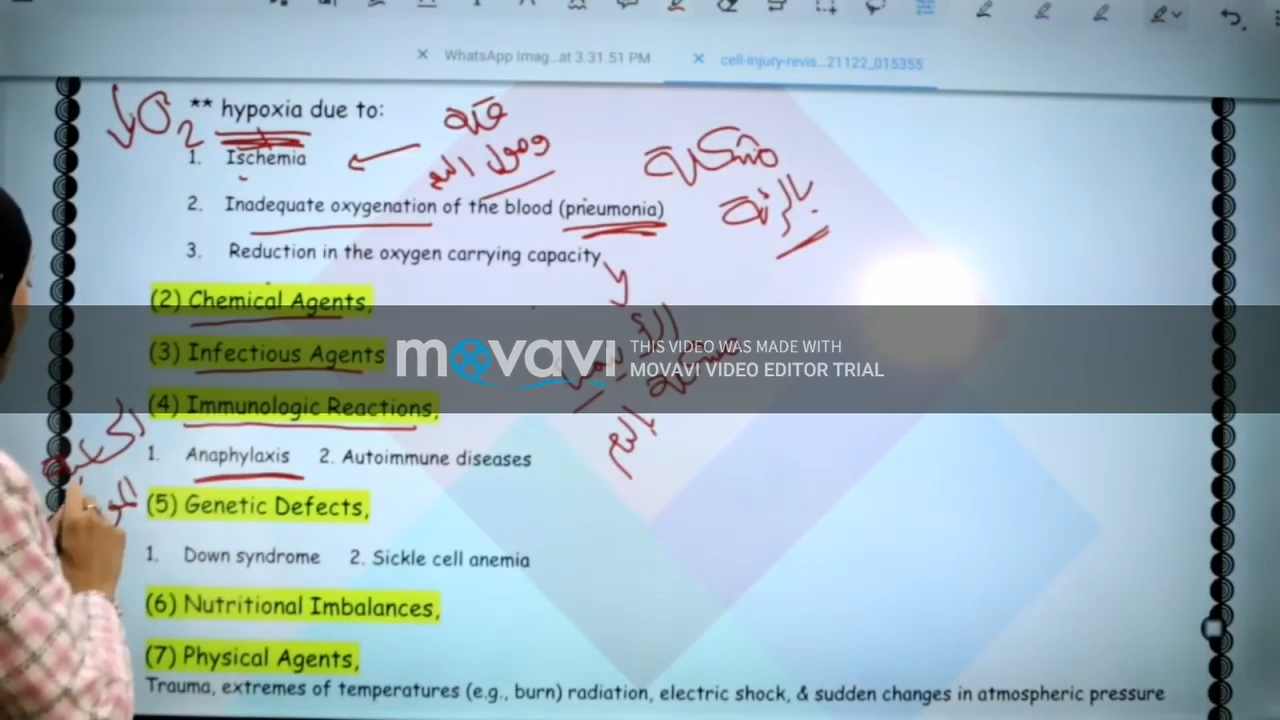 WhatsApp Imag...at 3.31.51 PM
cell-injury-revis...21122_015355
↓O2
** hypoxia due to:
1. Ischemia
قلة
وصول الدم
2. Inadequate oxygenation of the blood (pneumonia)
مشكلة
بالرئة
3. Reduction in the oxygen carrying capacity
(2) Chemical Agents,
(3) Infectious Agents
movavi
THIS VIDEO WAS MADE WITH
MOVAVI VIDEO EDITOR TRIAL
مشكلة
بالدم
(4) Immunologic Reactions,
1. Anaphylaxis 2. Autoimmune diseases
(5) Genetic Defects,
1. Down syndrome 2. Sickle cell anemia
(6) Nutritional Imbalances,
(7) Physical Agents,
Trauma, extremes of temperatures (e.g., burn) radiation, electric shock, & sudden changes in atmospheric pressure